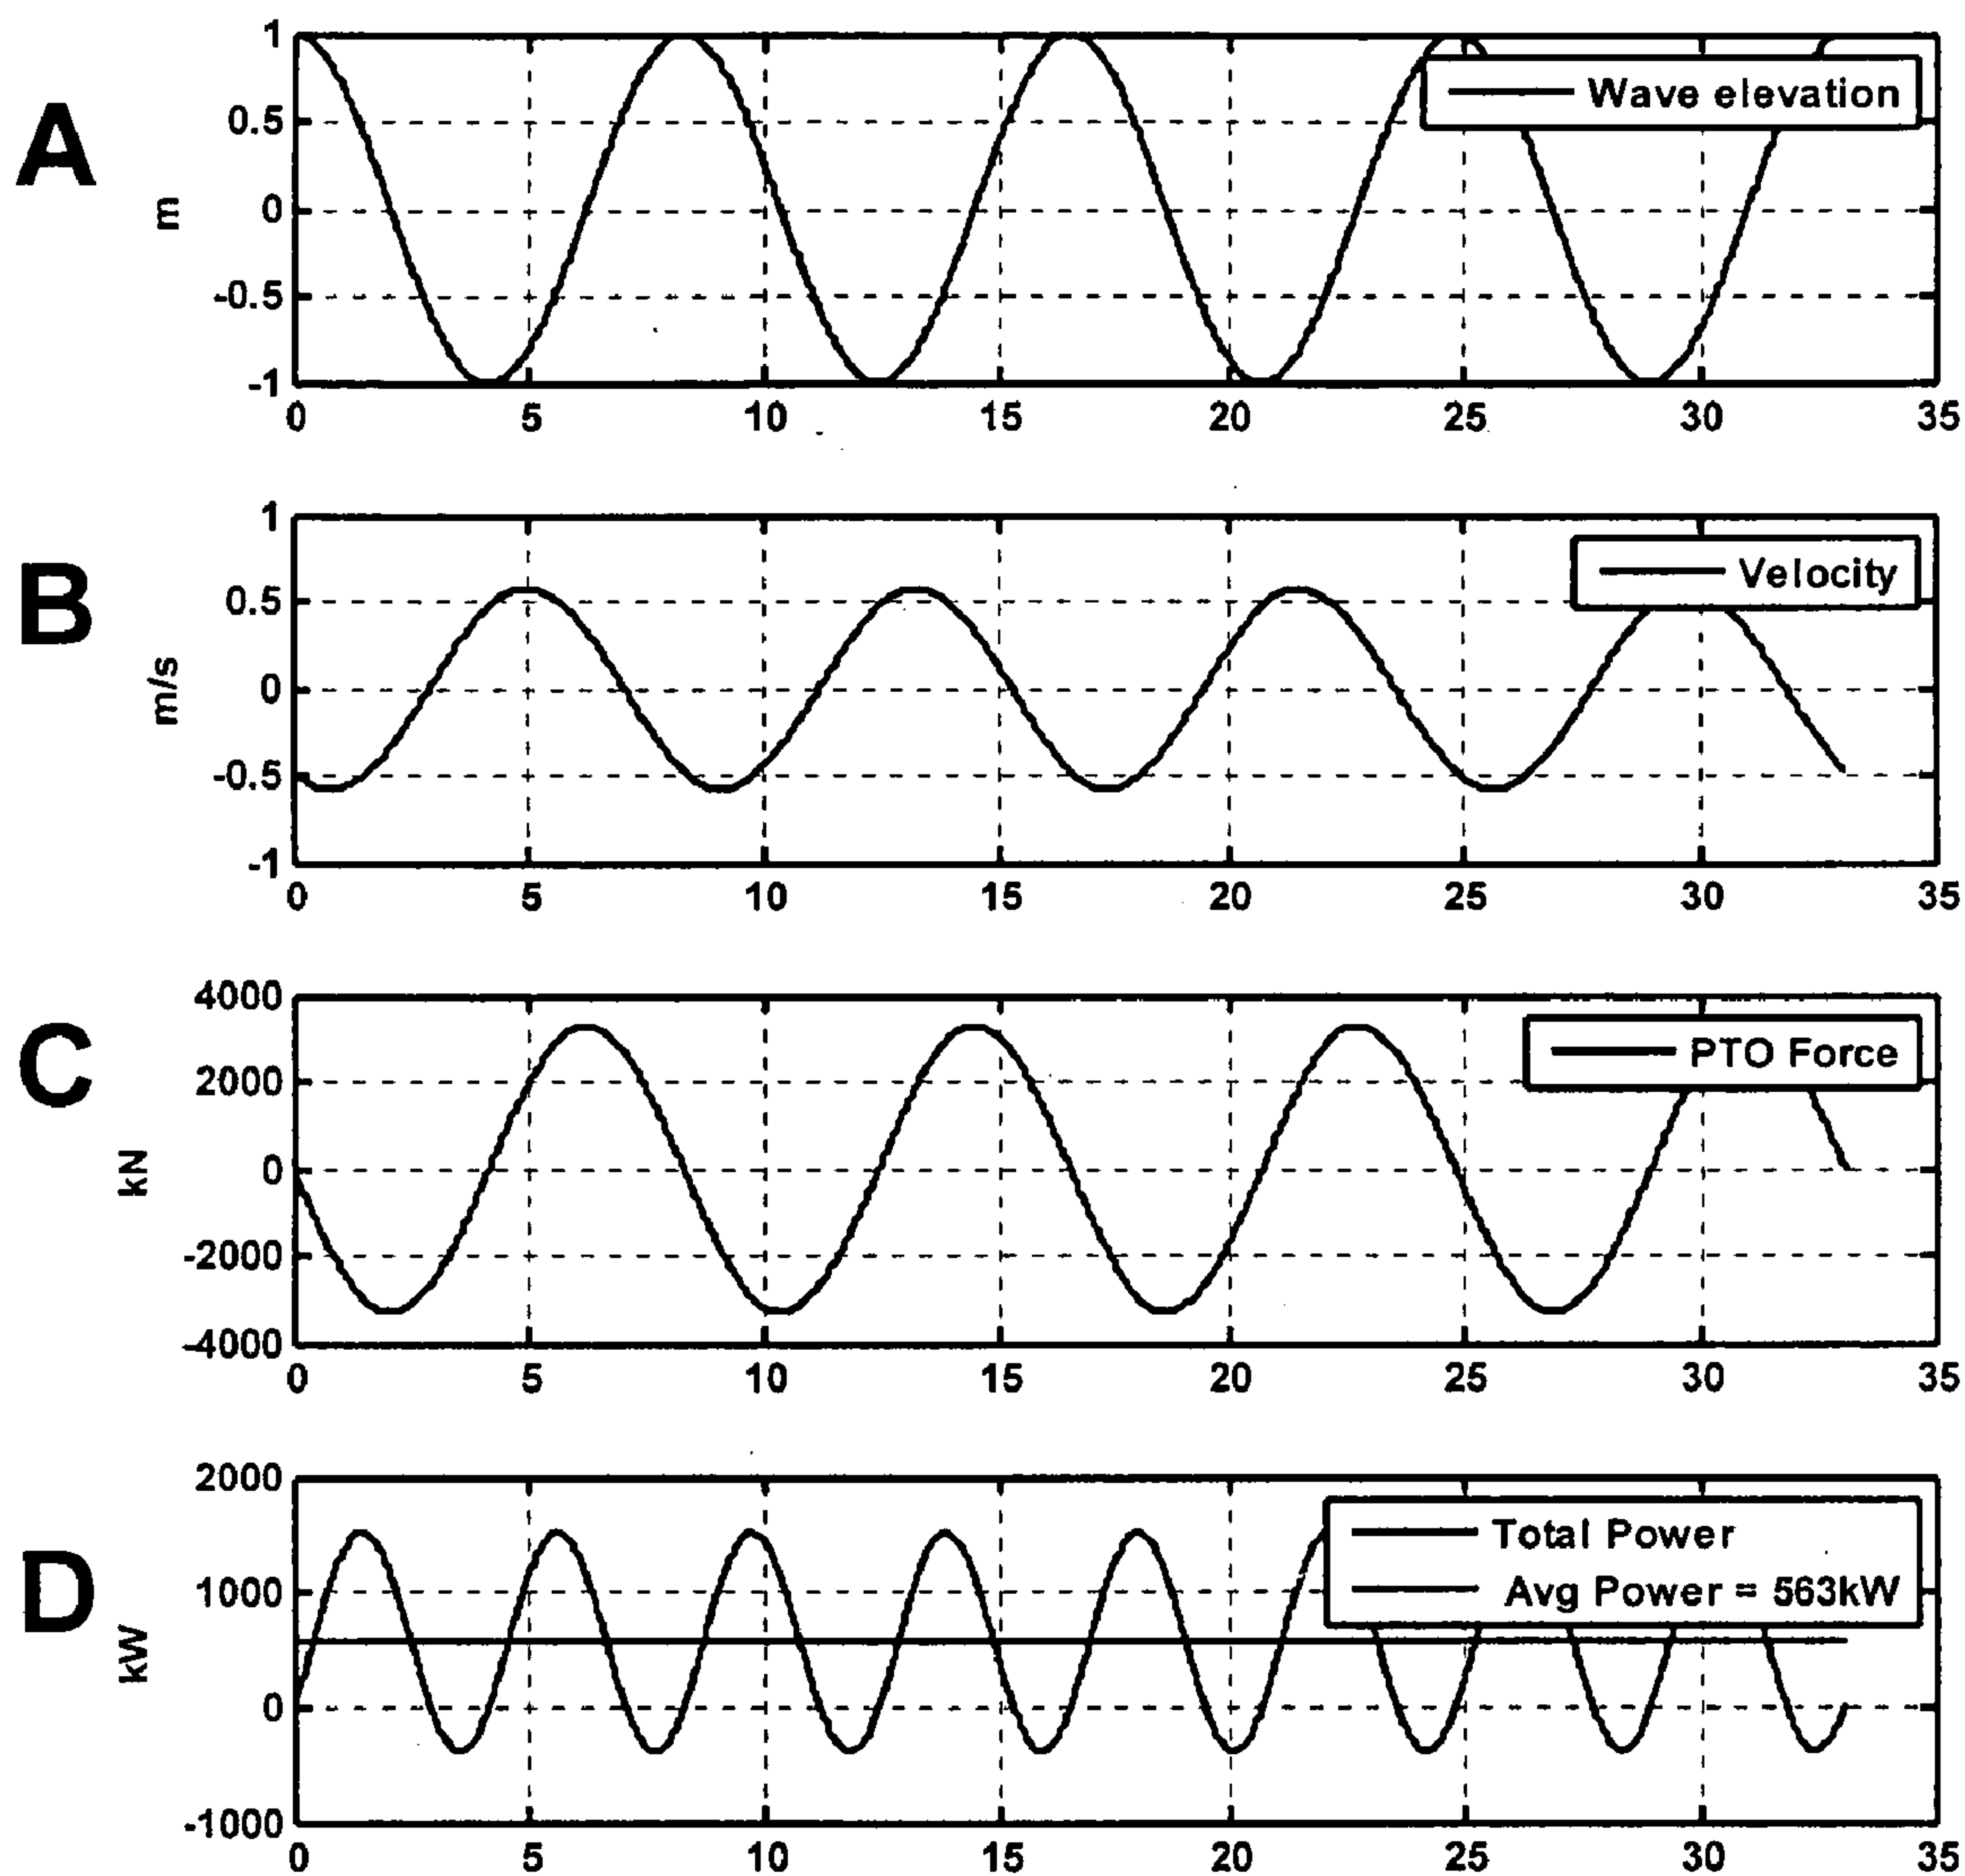 A
m
1
0.5
0
-0.5
-1
0 5 10 15 20 25 30 35
Wave elevation
B
m/s
1
0.5
0
-0.5
-1
0 5 10 15 20 25 30 35
Velocity
C
kN
4000
2000
0
-2000
-4000
0 5 10 15 20 25 30 35
PTO Force
D
kW
2000
1000
0
-1000
0 5 10 15 20 25 30 35
Total Power
Avg Power = 563kW